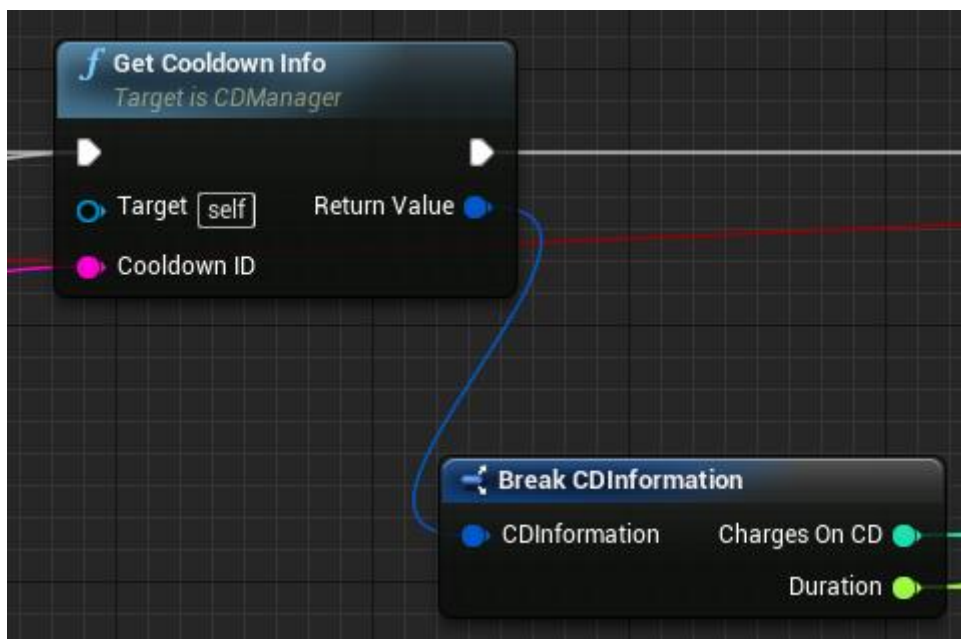 Get Cooldown Info
Target is CDManager
Target self Return Value
Cooldown ID
Break CDInformation
CDInformation Charges On CD
Duration